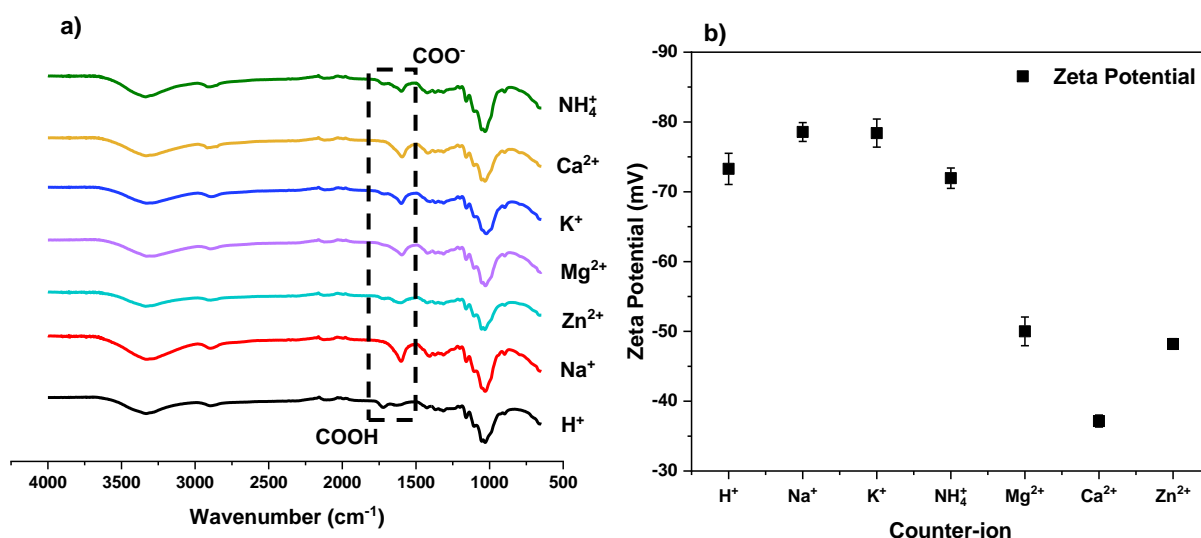 a)
COO⁻
NH₄⁺
Ca²⁺
K⁺
Mg²⁺
Zn²⁺
Na⁺
H⁺
COOH
4000 3500 3000 2500 2000 1500 1000 500
Wavenumber (cm⁻¹)
b)
Zeta Potential
-90
-80
-70
-60
-50
-40
-30
Zeta Potential (mV)
H⁺ Na⁺ K⁺ NH₄⁺ Mg²⁺ Ca²⁺ Zn²⁺
Counter-ion